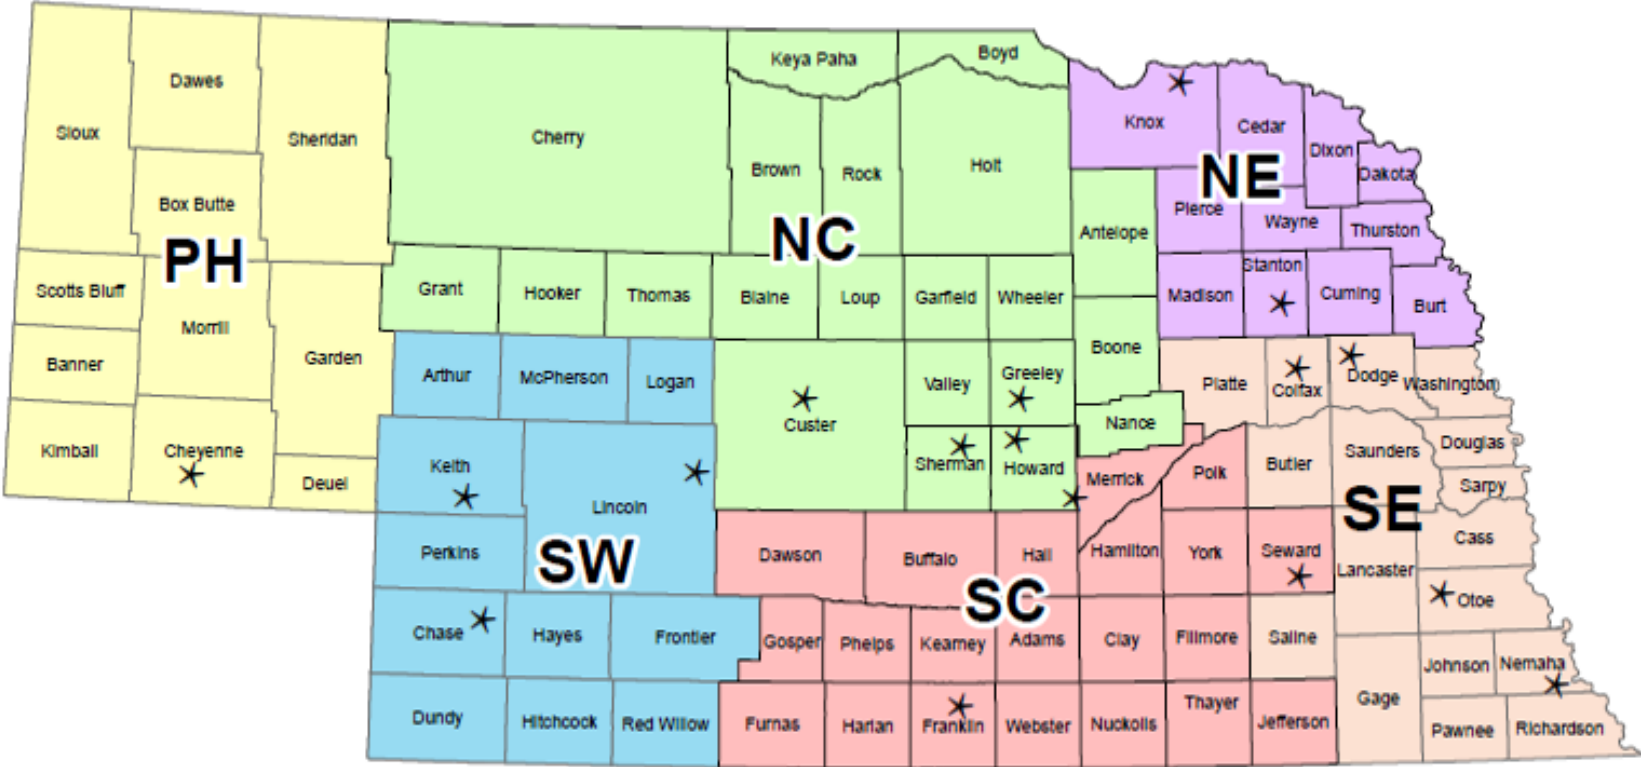 Sioux
Dawes
Sheridan
Box Butte
PH
Scotts Bluff
Morrill
Garden
Banner
Kimball
Cheyenne
Deuel
Cherry
Keya Paha
Boyd
Brown
Rock
Holt
NC
Antelope
Grant
Hooker
Thomas
Blaine
Loup
Garfield
Wheeler
Boone
Custer
Valley
Greeley
Nance
Sherman
Howard
Knox
Cedar
Dixon
Dakota
NE
Pierce
Wayne
Thurston
Madison
Stanton
Cuming
Burt
Arthur
McPherson
Logan
Keith
Lincoln
Perkins
SW
Chase
Hayes
Frontier
Dundy
Hitchcock
Red Willow
Merrick
Polk
Dawson
Buffalo
Hall
Hamilton
York
Seward
SC
Gosper
Phelps
Kearney
Adams
Clay
Fillmore
Furnas
Harlan
Franklin
Webster
Nuckolls
Thayer
Jefferson
Platte
Colfax
Dodge
Washington
Butler
Saunders
Douglas
Sarpy
SE
Cass
Lancaster
Otoe
Saline
Johnson
Nemaha
Gage
Pawnee
Richardson